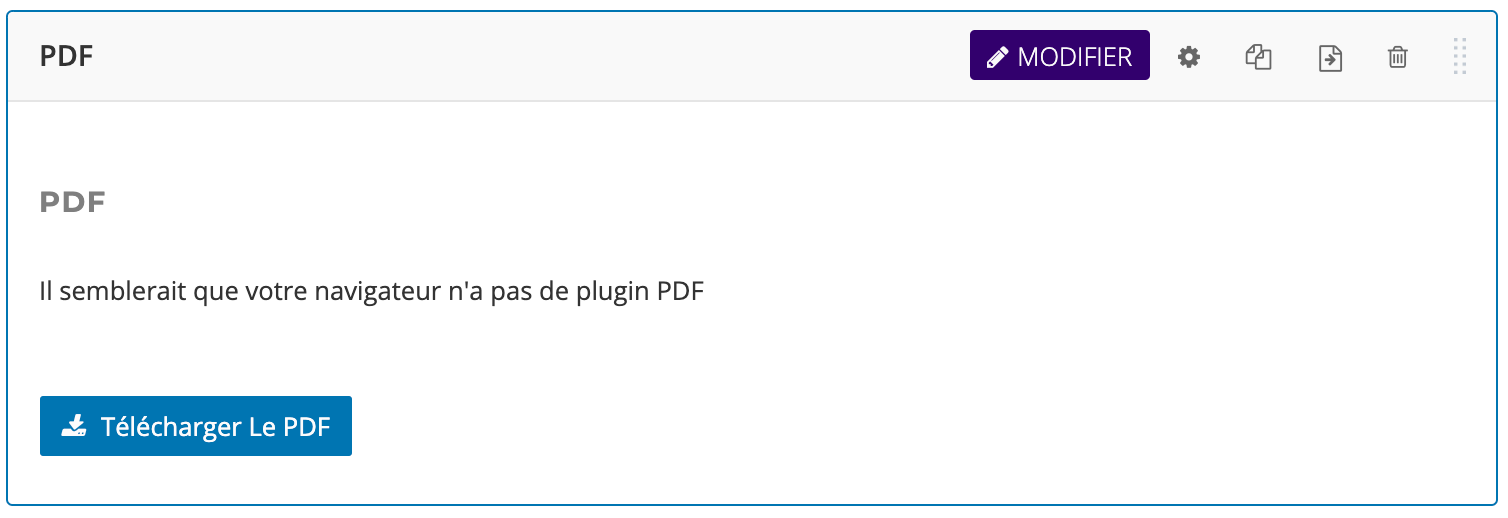 PDF
MODIFIER
PDF
Il semblerait que votre navigateur n'a pas de plugin PDF
Télécharger Le PDF